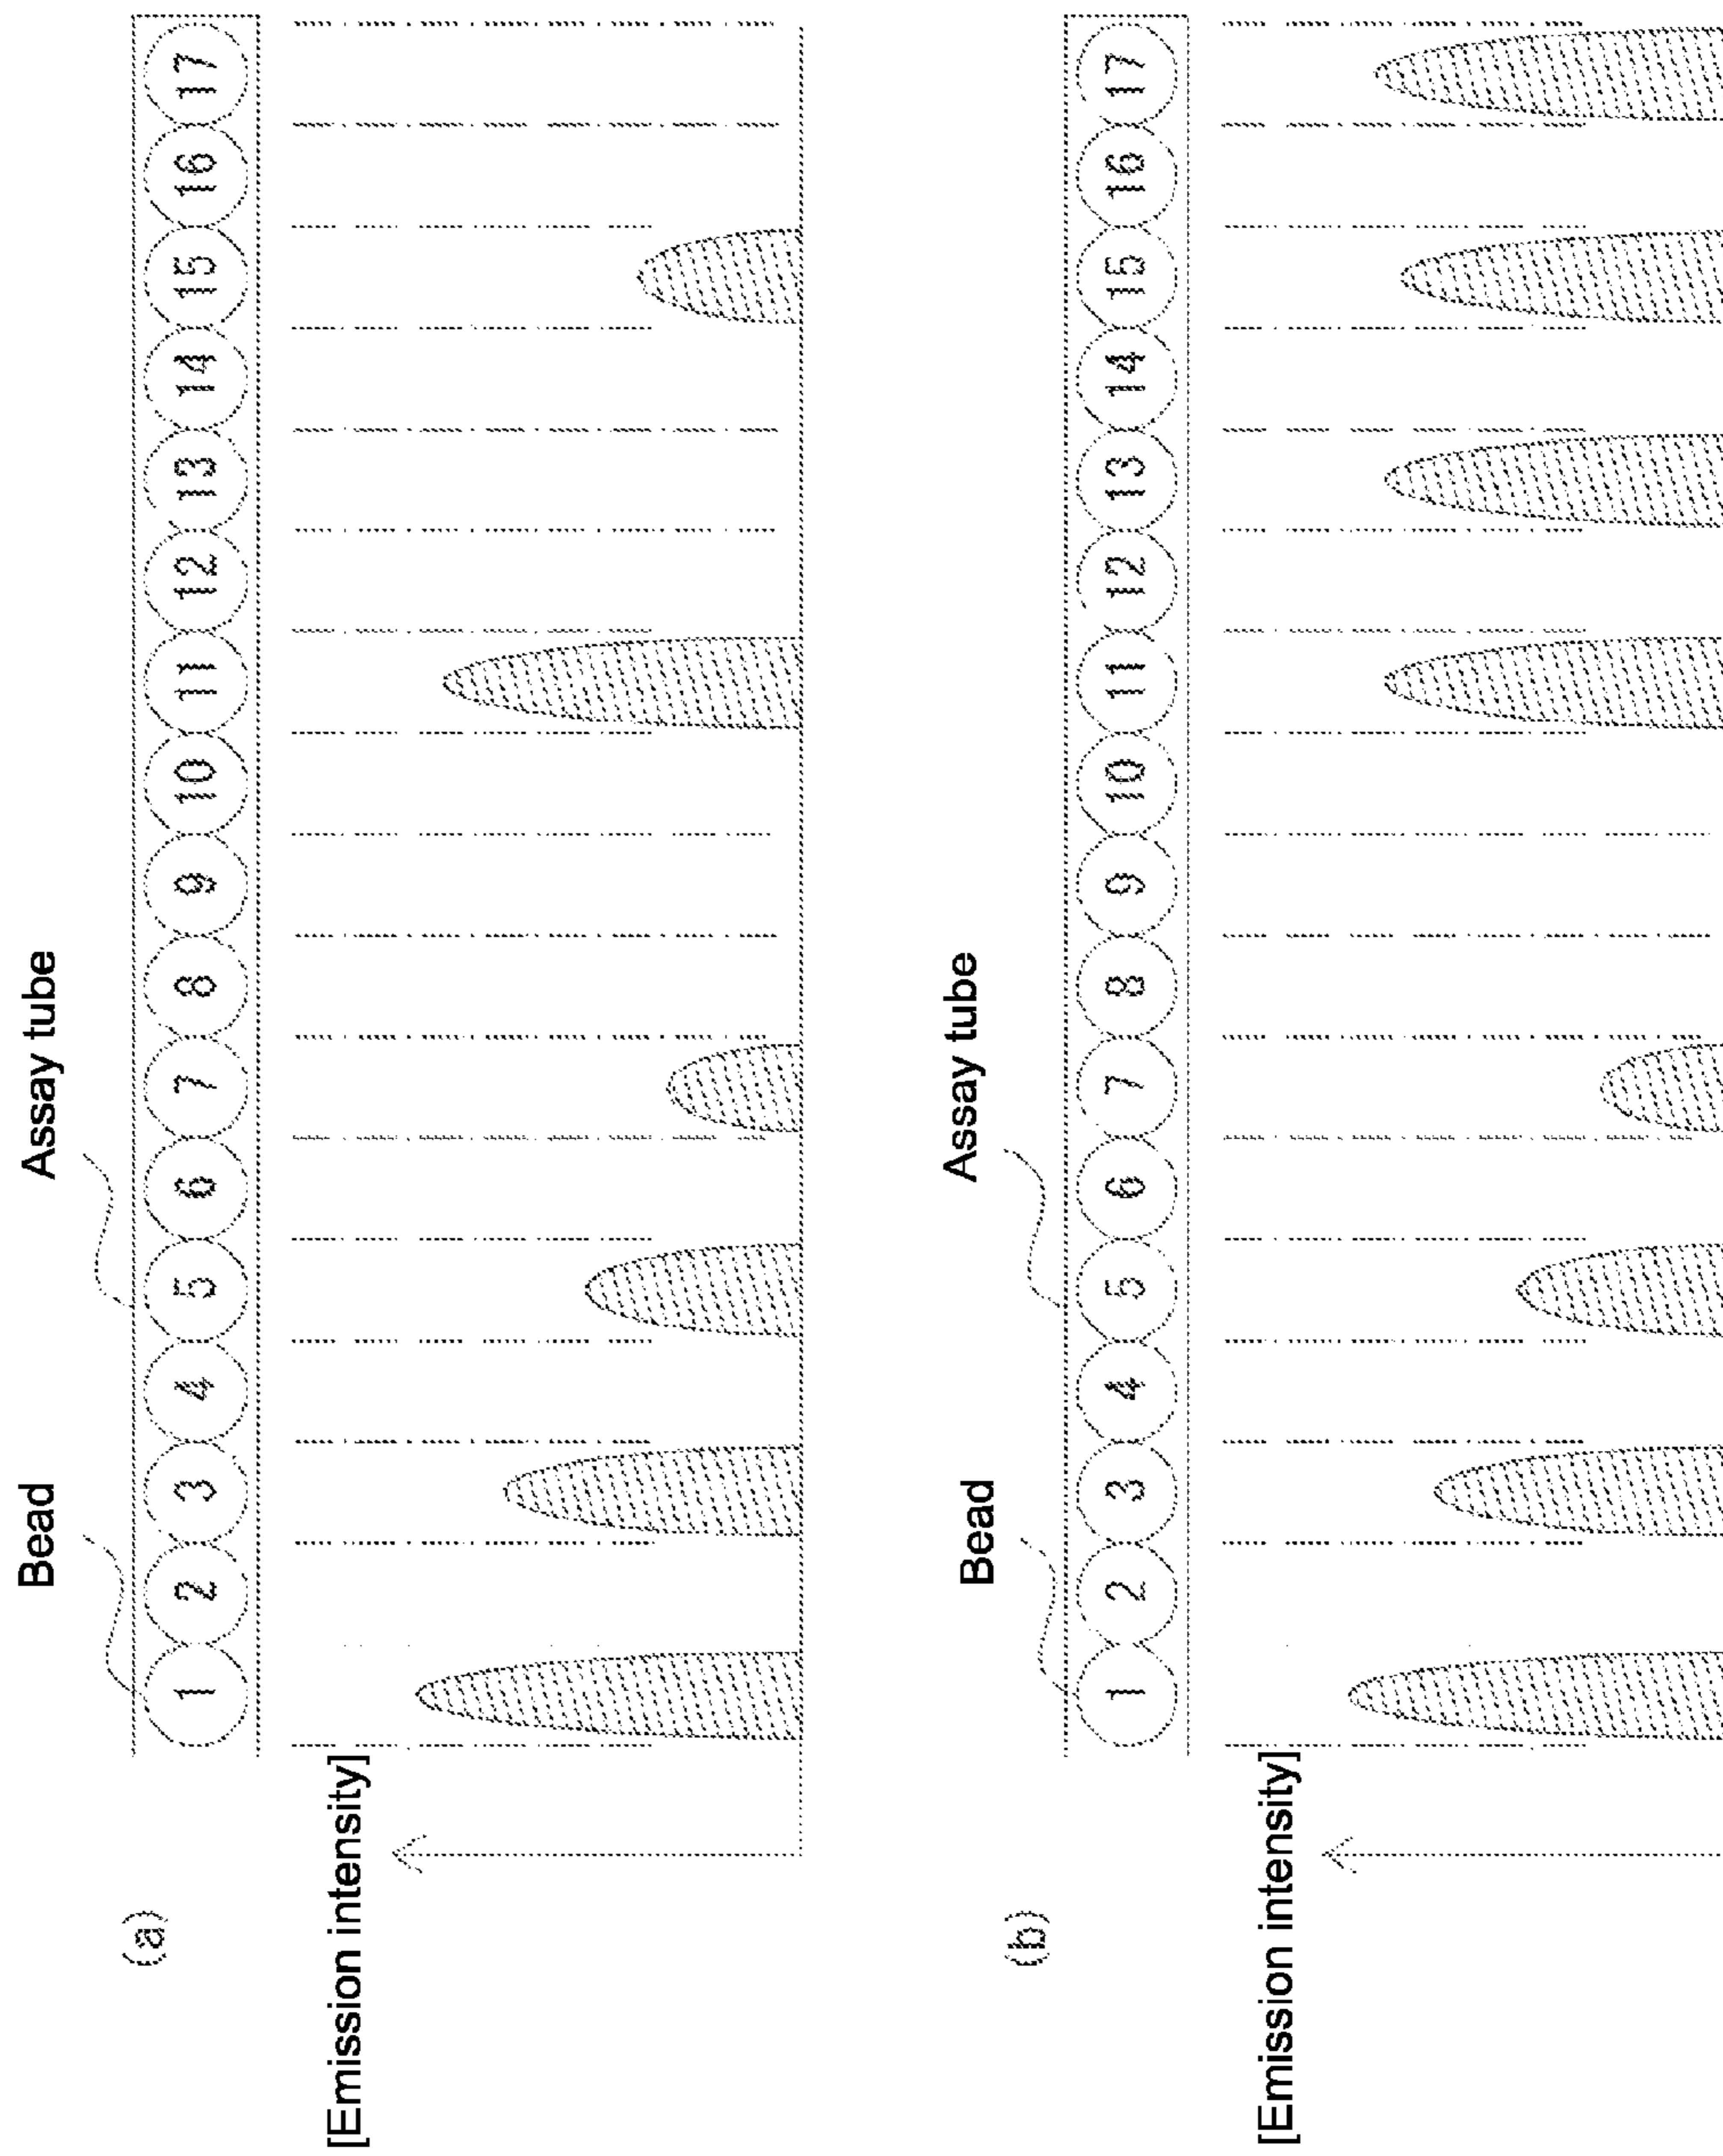 (a)
Bead
Assay tube
1 2 3 4 5 6 7 8 9 10 11 12 13 14 15 16 17
[Emission intensity]
(b)
Bead
Assay tube
1 2 3 4 5 6 7 8 9 10 11 12 13 14 15 16 17
[Emission intensity]